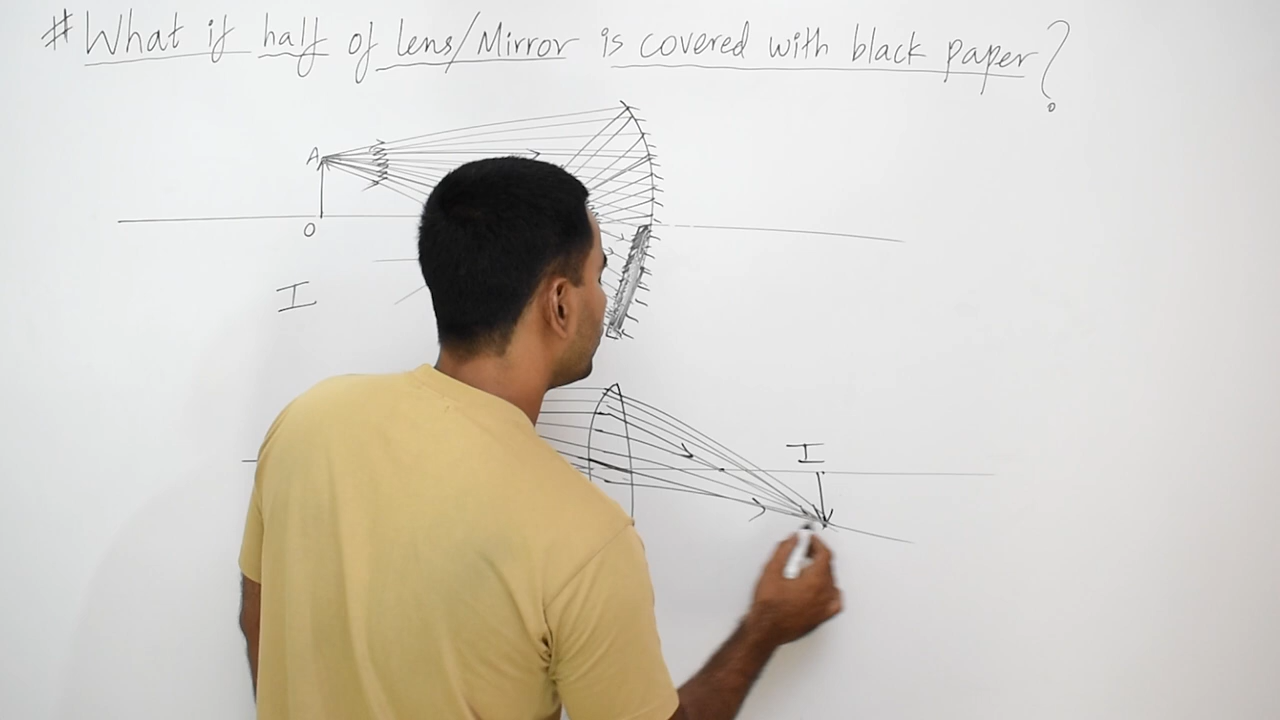 # What if half of lens/Mirror is covered with black paper?
A
O
I
I